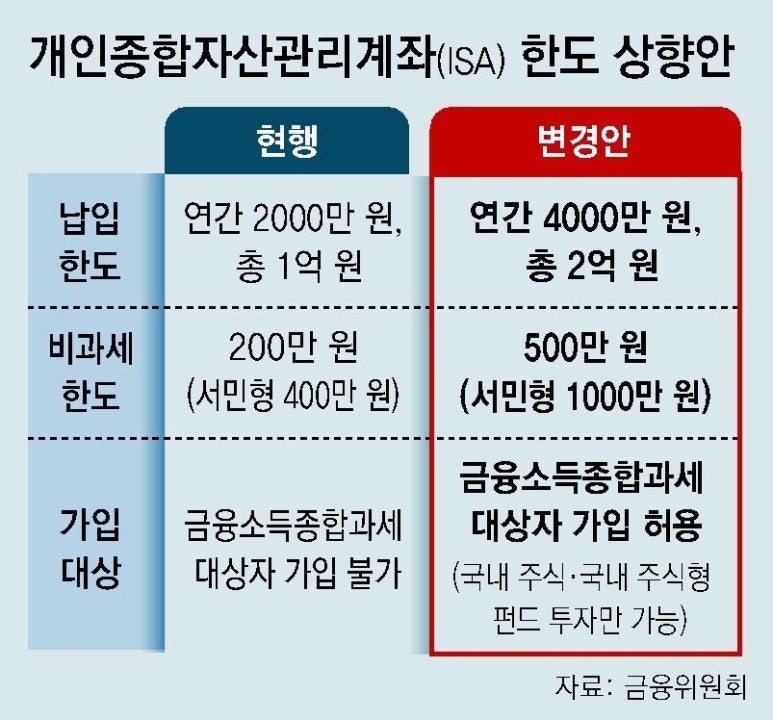 개인종합자산관리계좌(ISA) 한도 상향안
현행
변경안
납입
한도
연간 2000만 원,
총 1억 원
연간 4000만 원,
총 2억 원
비과세
한도
200만 원
(서민형 400만 원)
500만 원
(서민형 1000만 원)
가입
대상
금융소득종합과세
대상자 가입 불가
금융소득종합과세
대상자 가입 허용
(국내 주식·국내 주식형
펀드 투자만 가능)
자료: 금융위원회